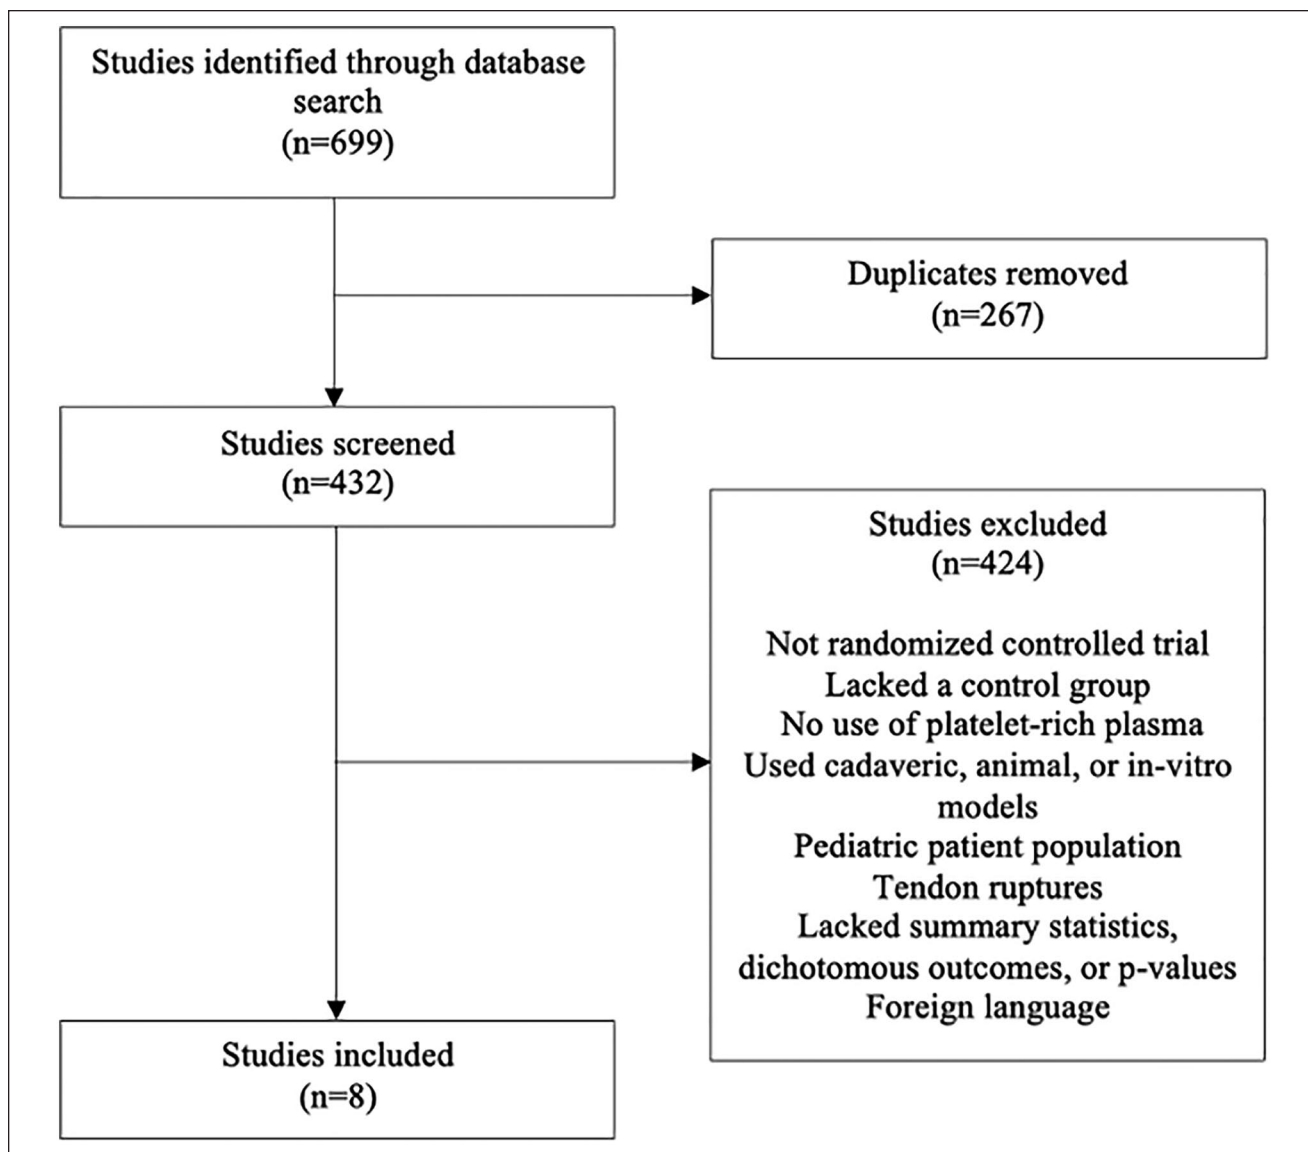 Studies identified through database
search
(n=699)
Duplicates removed
(n=267)
Studies screened
(n=432)
Studies excluded
(n=424)
Not randomized controlled trial
Lacked a control group
No use of platelet-rich plasma
Used cadaveric, animal, or in-vitro
models
Pediatric patient population
Tendon ruptures
Lacked summary statistics,
dichotomous outcomes, or p-values
Foreign language
Studies included
(n=8)